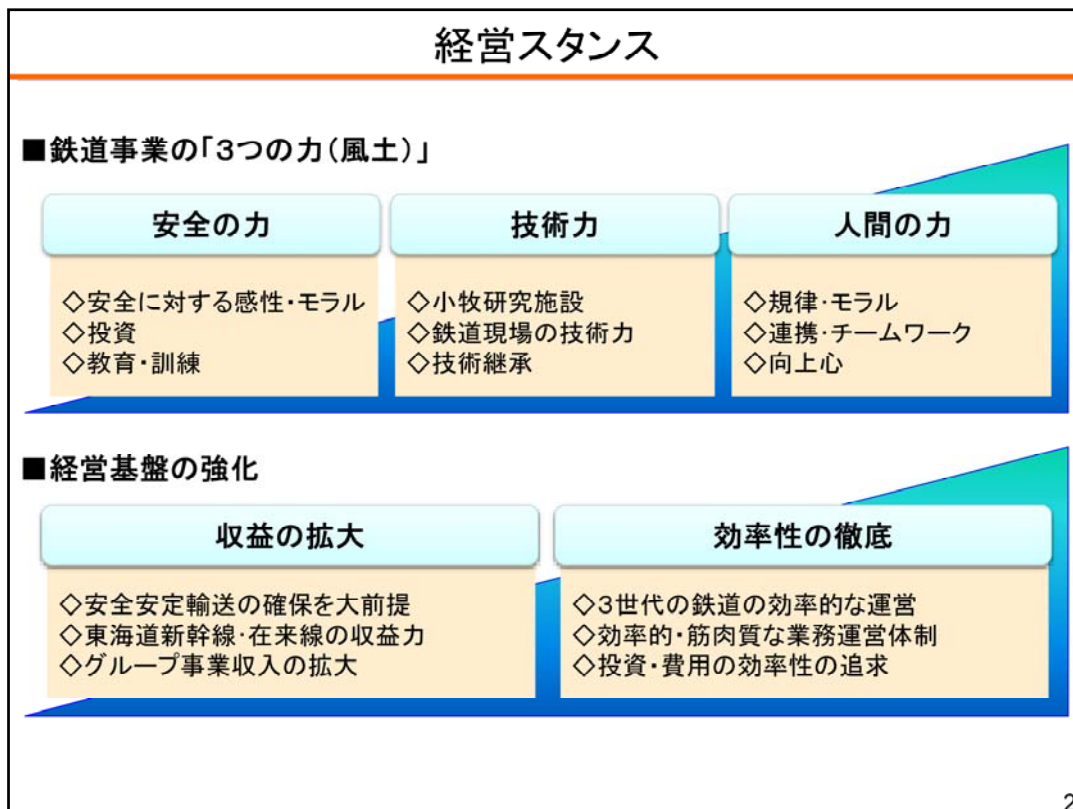 経営スタンス
■鉄道事業の「３つの力(風土)」
安全の力
◇安全に対する感性・モラル
◇投資
◇教育・訓練
技術力
◇小牧研究施設
◇鉄道現場の技術力
◇技術継承
人間の力
◇規律・モラル
◇連携・チームワーク
◇向上心
■経営基盤の強化
収益の拡大
◇安全安定輸送の確保を大前提
◇東海道新幹線・在来線の収益力
◇グループ事業収入の拡大
効率性の徹底
◇３世代の鉄道の効率的な運営
◇効率的・筋肉質な業務運営体制
◇投資・費用の効率性の追求
2